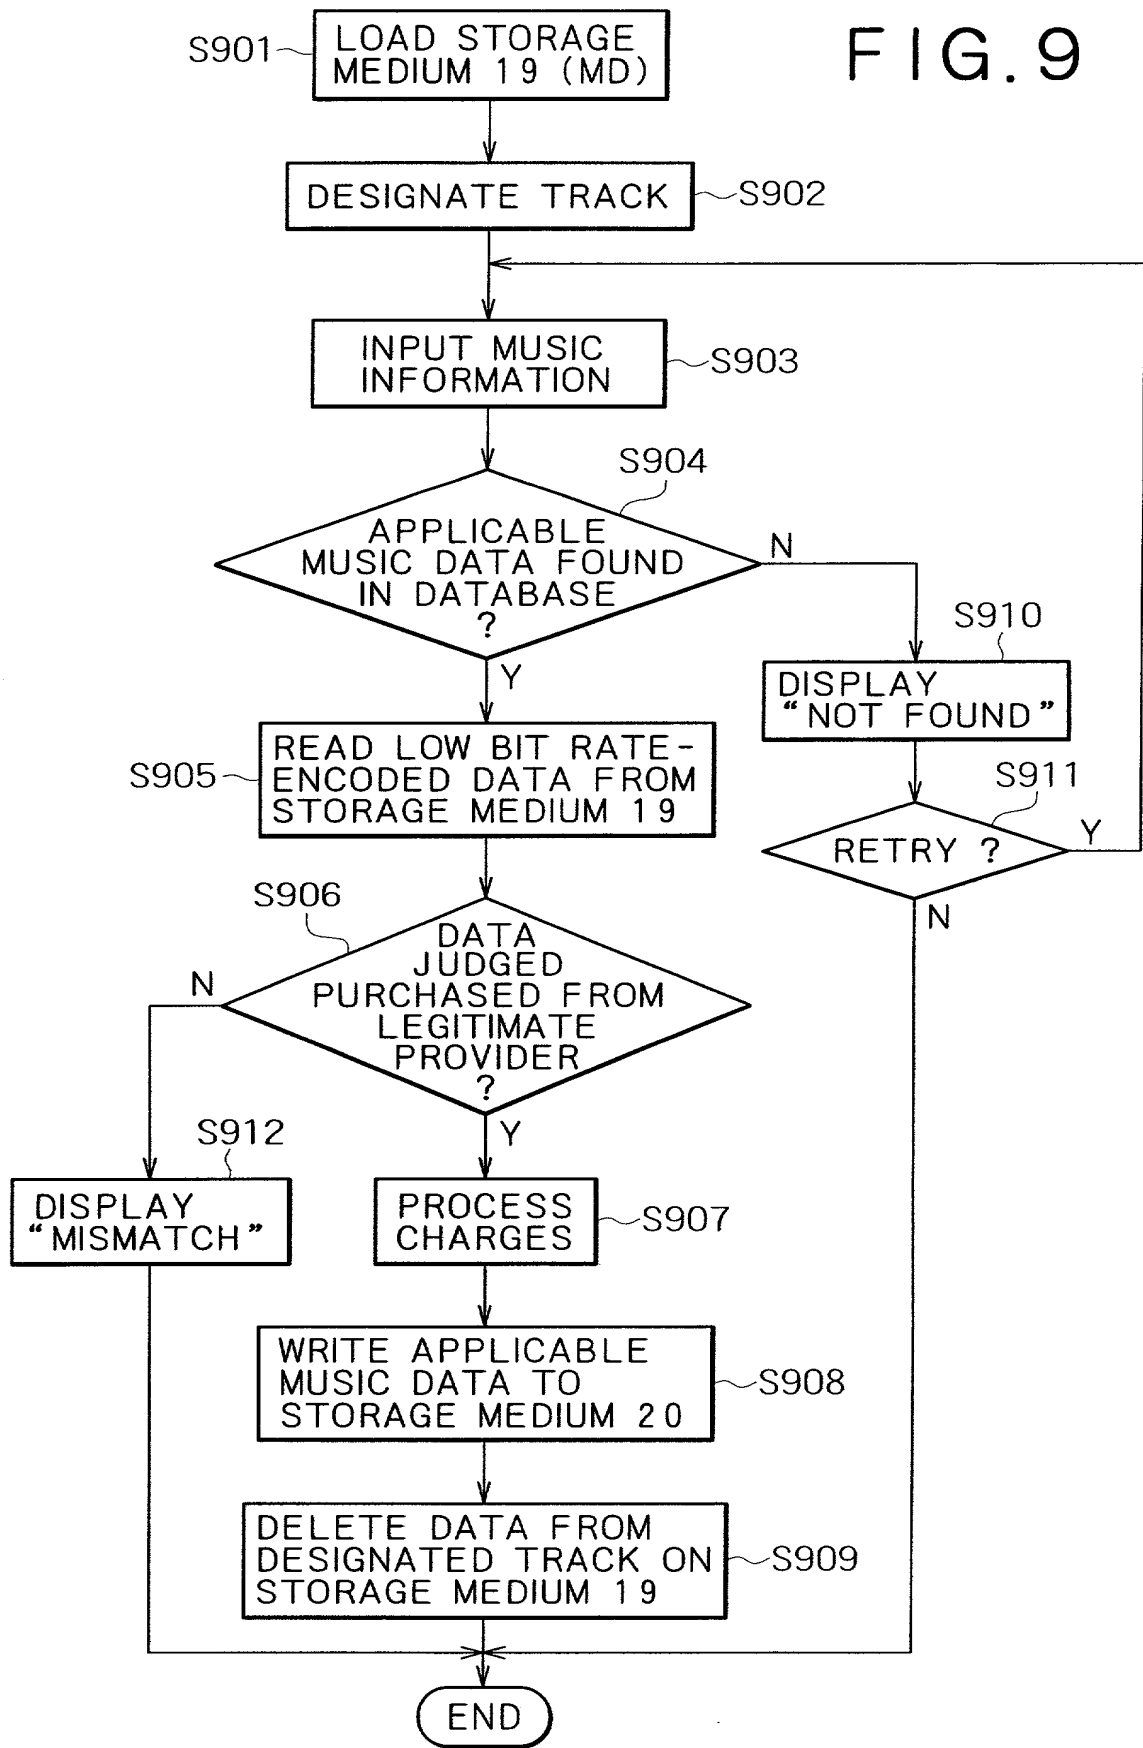 FIG. 9
S901
LOAD STORAGE
MEDIUM 19 (MD)
DESIGNATE TRACK
S902
INPUT MUSIC
INFORMATION
S903
S904
APPLICABLE
MUSIC DATA FOUND
IN DATABASE
?
N
Y
S910
DISPLAY
“NOT FOUND”
S911
RETRY ?
Y
N
S905
READ LOW BIT RATE-
ENCODED DATA FROM
STORAGE MEDIUM 19
S906
DATA
JUDGED
PURCHASED FROM
LEGITIMATE
PROVIDER
?
N
Y
S912
DISPLAY
“MISMATCH”
PROCESS
CHARGES
S907
WRITE APPLICABLE
MUSIC DATA TO
STORAGE MEDIUM 20
S908
DELETE DATA FROM
DESIGNATED TRACK ON
STORAGE MEDIUM 19
S909
END